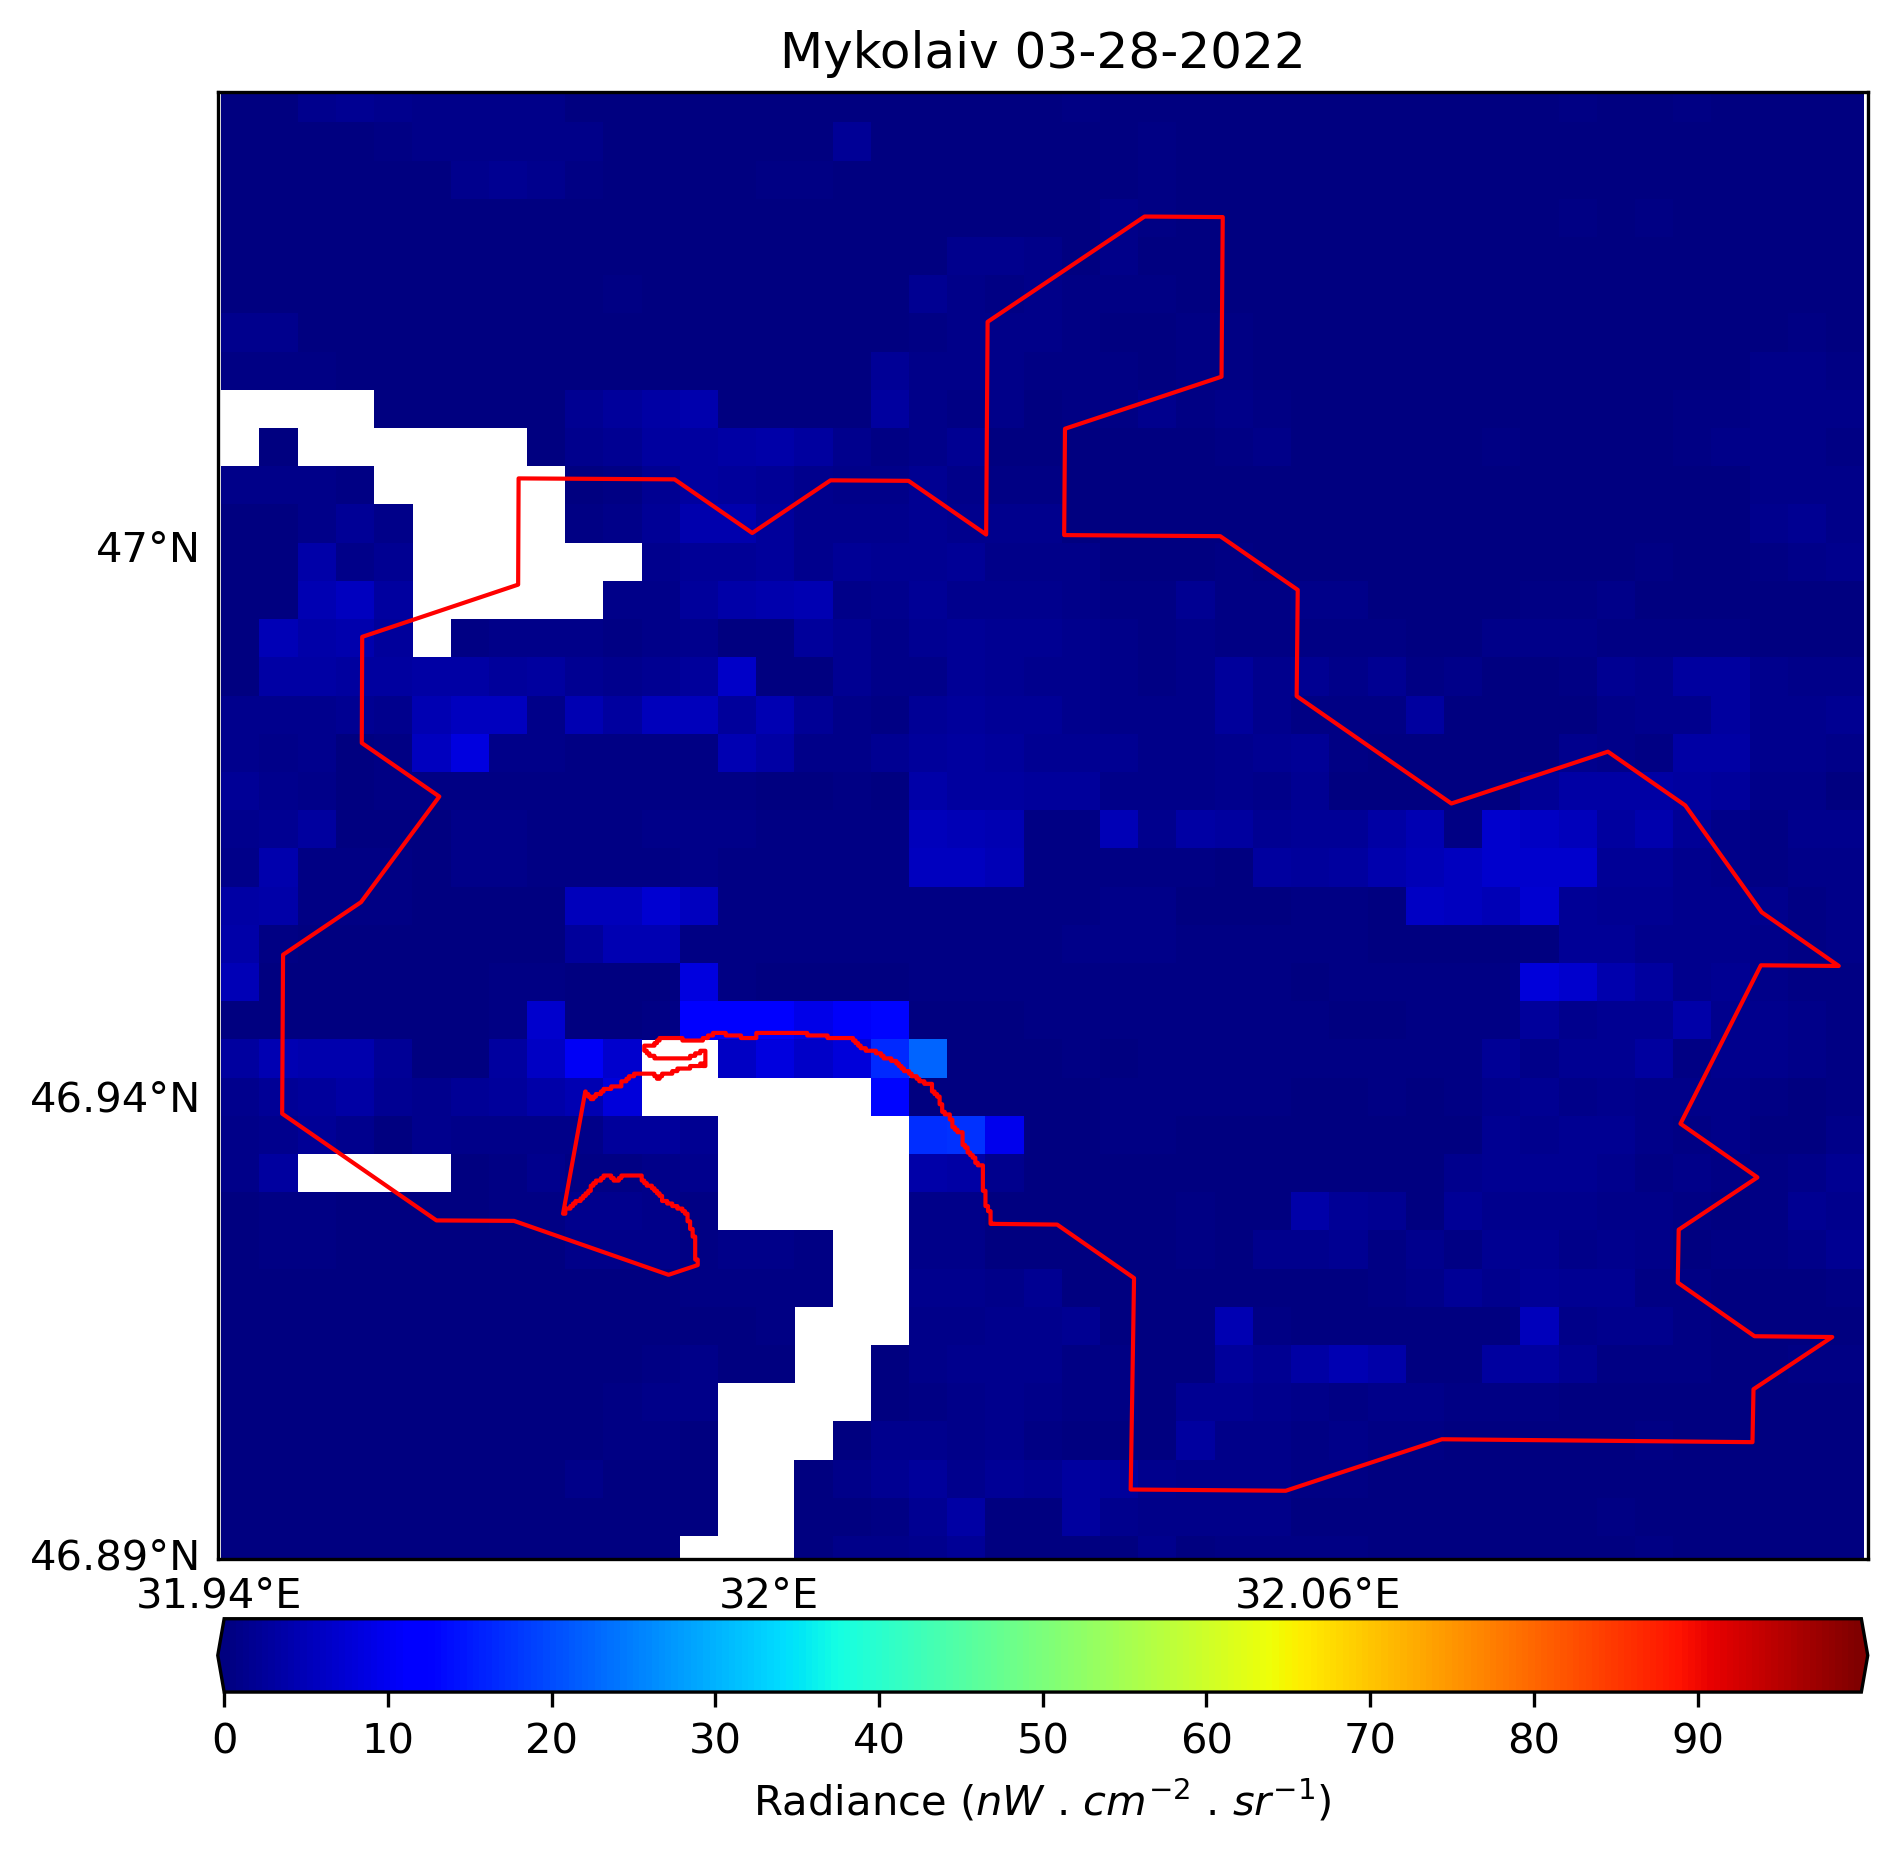 Mykolaiv 03-28-2022
47°N
46.94°N
46.89°N
31.94°E 32°E 32.06°E
0 10 20 30 40 50 60 70 80 90
Radiance (nW . cm⁻² . sr⁻¹)